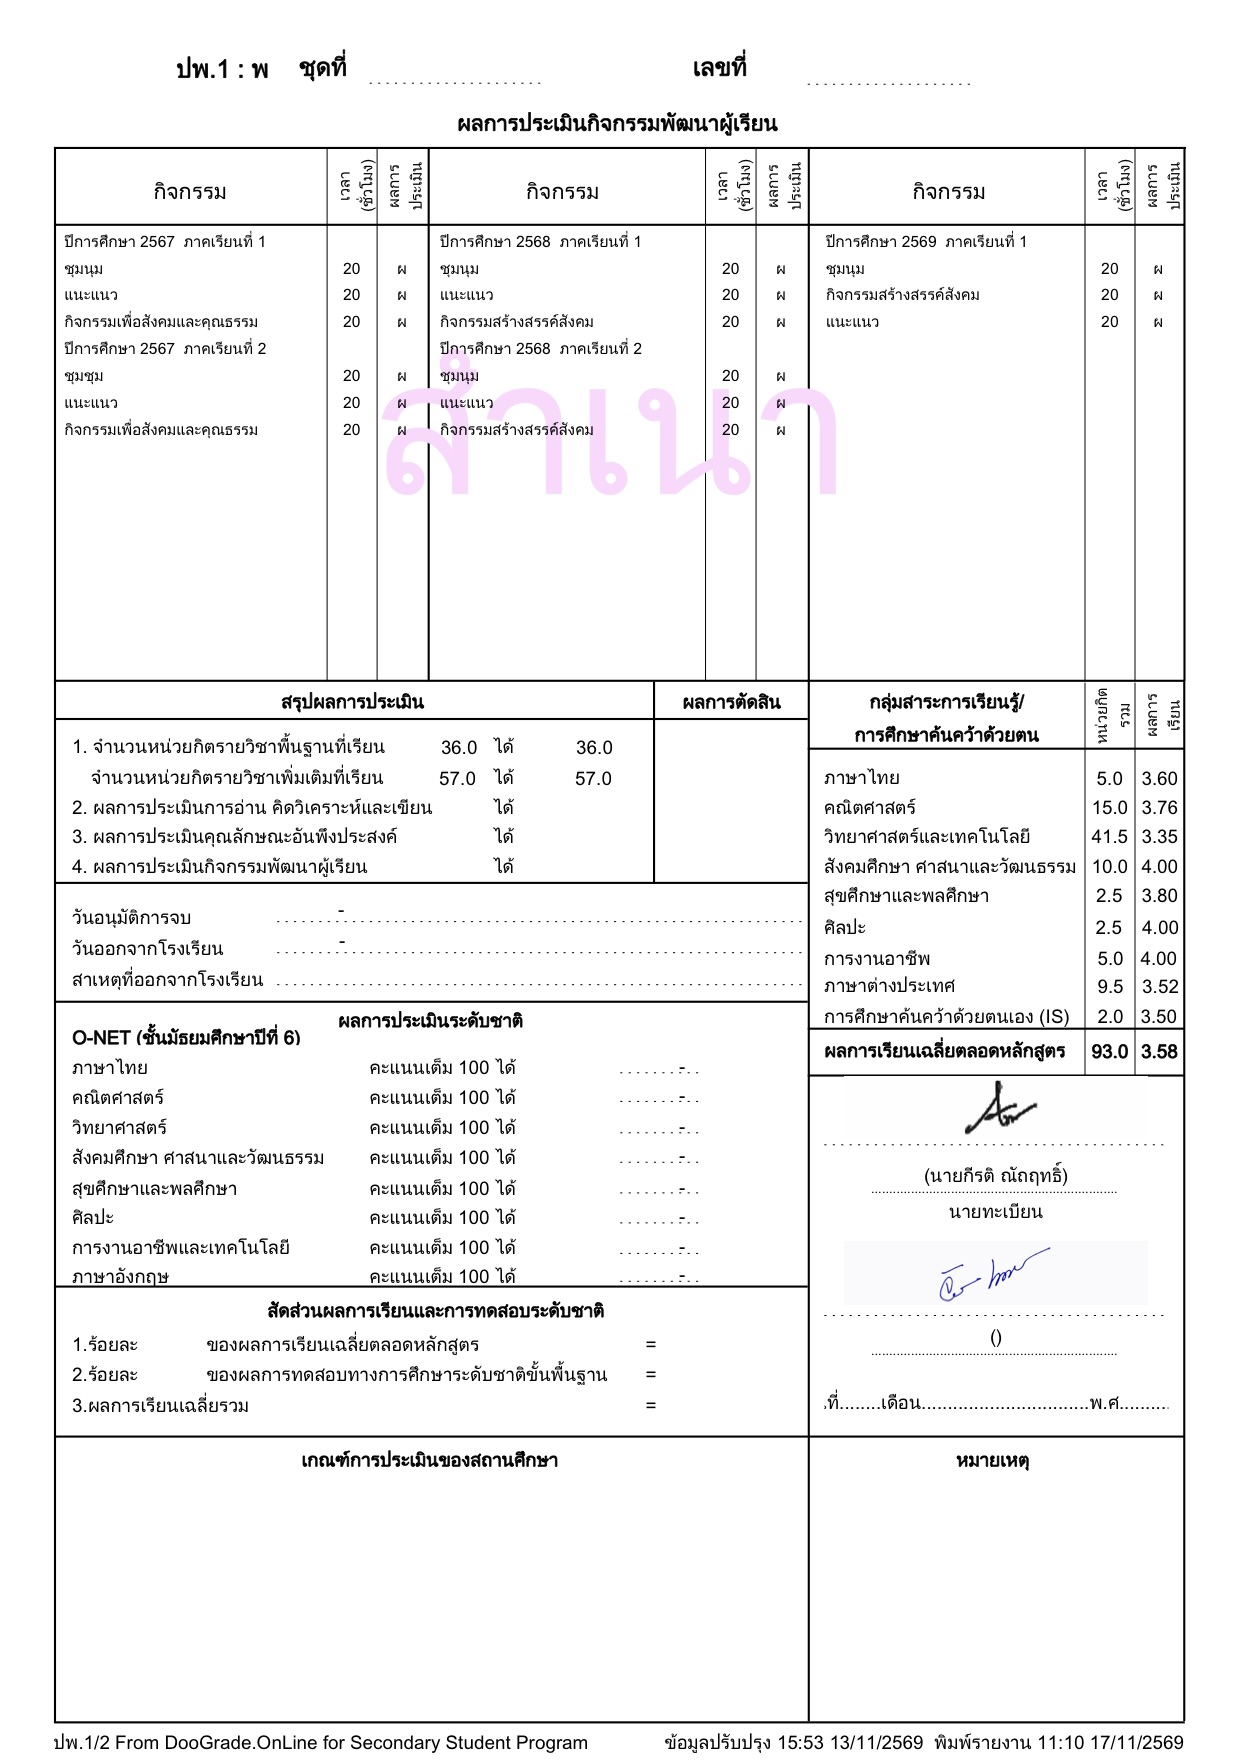 ปพ.1 : พ ชุดที่ ..................... เลขที่ ....................
ผลการประเมินกิจกรรมพัฒนาผู้เรียน
กิจกรรม เวลา (ชั่วโมง) ผลการ ประเมิน กิจกรรม เวลา (ชั่วโมง) ผลการ ประเมิน กิจกรรม เวลา (ชั่วโมง) ผลการ ประเมิน
ปีการศึกษา 2567 ภาคเรียนที่ 1 ปีการศึกษา 2568 ภาคเรียนที่ 1 ปีการศึกษา 2569 ภาคเรียนที่ 1
ชุมนุม 20 ผ ชุมนุม 20 ผ ชุมนุม 20 ผ
แนะแนว 20 ผ แนะแนว 20 ผ กิจกรรมสร้างสรรค์สังคม 20 ผ
กิจกรรมเพื่อสังคมและคุณธรรม 20 ผ กิจกรรมสร้างสรรค์สังคม 20 ผ แนะแนว 20 ผ
ปีการศึกษา 2567 ภาคเรียนที่ 2 ปีการศึกษา 2568 ภาคเรียนที่ 2
ชุมชุม 20 ผ ชุมนุม 20 ผ
แนะแนว 20 ผ แนะแนว 20 ผ
กิจกรรมเพื่อสังคมและคุณธรรม 20 ผ กิจกรรมสร้างสรรค์สังคม 20 ผ
สำเนา
สรุปผลการประเมิน ผลการตัดสิน
1. จำนวนหน่วยกิตรายวิชาพื้นฐานที่เรียน 36.0 ได้ 36.0
จำนวนหน่วยกิตรายวิชาเพิ่มเติมที่เรียน 57.0 ได้ 57.0
2. ผลการประเมินการอ่าน คิดวิเคราะห์และเขียน ได้
3. ผลการประเมินคุณลักษณะอันพึงประสงค์ ได้
4. ผลการประเมินกิจกรรมพัฒนาผู้เรียน ได้
วันอนุมัติการจบ -
วันออกจากโรงเรียน -
สาเหตุที่ออกจากโรงเรียน
ผลการประเมินระดับชาติ
O-NET (ชั้นมัธยมศึกษาปีที่ 6)
ภาษาไทย คะแนนเต็ม 100 ได้ -
คณิตศาสตร์ คะแนนเต็ม 100 ได้ -
วิทยาศาสตร์ คะแนนเต็ม 100 ได้ -
สังคมศึกษา ศาสนาและวัฒนธรรม คะแนนเต็ม 100 ได้ -
สุขศึกษาและพลศึกษา คะแนนเต็ม 100 ได้ -
ศิลปะ คะแนนเต็ม 100 ได้ -
การงานอาชีพและเทคโนโลยี คะแนนเต็ม 100 ได้ -
ภาษาอังกฤษ คะแนนเต็ม 100 ได้ -
สัดส่วนผลการเรียนและการทดสอบระดับชาติ
1.ร้อยละ ของผลการเรียนเฉลี่ยตลอดหลักสูตร =
2.ร้อยละ ของผลการทดสอบทางการศึกษาระดับชาติขั้นพื้นฐาน =
3.ผลการเรียนเฉลี่ยรวม =
กลุ่มสาระการเรียนรู้/ หน่วยกิต รวม ผลการ เรียน
การศึกษาค้นคว้าด้วยตน
ภาษาไทย 5.0 3.60
คณิตศาสตร์ 15.0 3.76
วิทยาศาสตร์และเทคโนโลยี 41.5 3.35
สังคมศึกษา ศาสนาและวัฒนธรรม 10.0 4.00
สุขศึกษาและพลศึกษา 2.5 3.80
ศิลปะ 2.5 4.00
การงานอาชีพ 5.0 4.00
ภาษาต่างประเทศ 9.5 3.52
การศึกษาค้นคว้าด้วยตนเอง (IS) 2.0 3.50
ผลการเรียนเฉลี่ยตลอดหลักสูตร 93.0 3.58
(นายกีรติ ณัถฤทธิ์)
นายทะเบียน
()
.ที่........เดือน................................พ.ศ..........
เกณฑ์การประเมินของสถานศึกษา หมายเหตุ
ปพ.1/2 From DooGrade.OnLine for Secondary Student Program ข้อมูลปรับปรุง 15:53 13/11/2569 พิมพ์รายงาน 11:10 17/11/2569